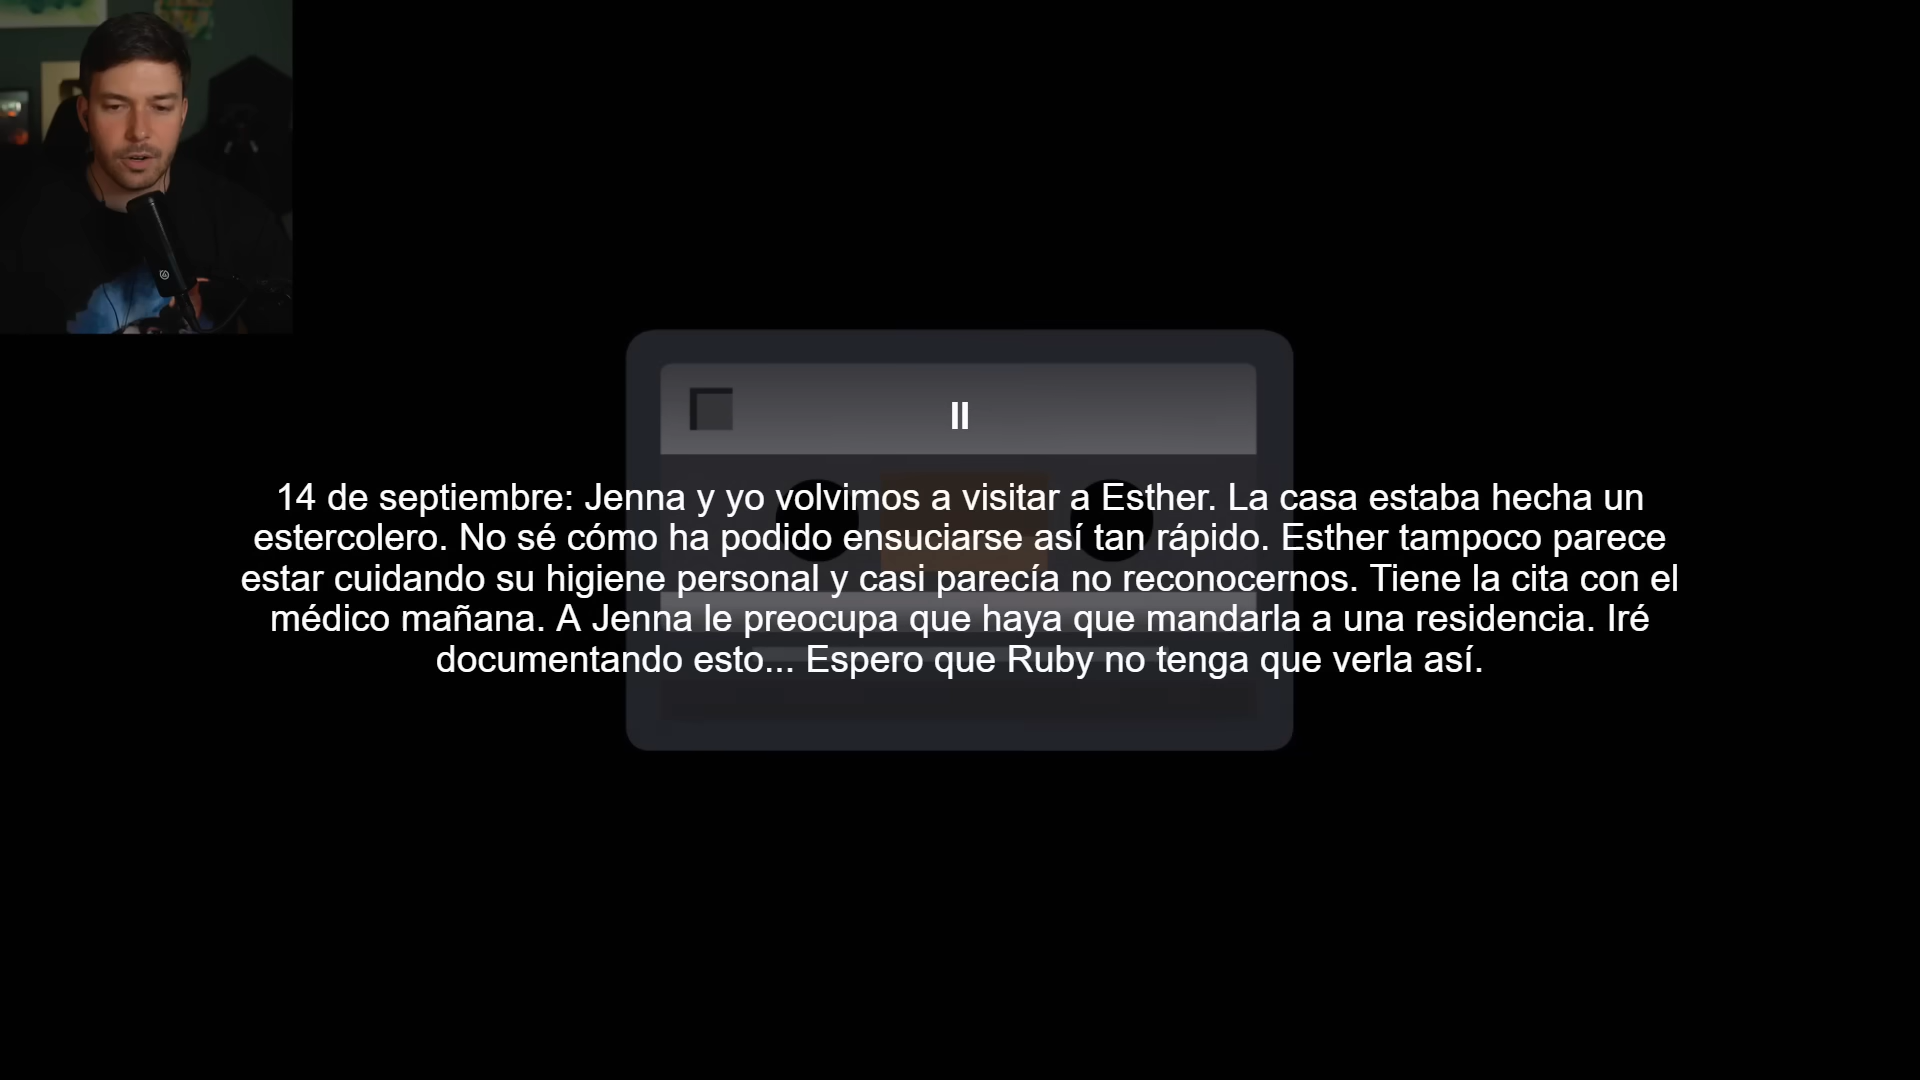 II
14 de septiembre: Jenna y yo volvimos a visitar a Esther. La casa estaba hecha un
estercolero. No sé cómo ha podido ensuciarse así tan rápido. Esther tampoco parece
estar cuidando su higiene personal y casi parecía no reconocernos. Tiene la cita con el
médico mañana. A Jenna le preocupa que haya que mandarla a una residencia. Iré
documentando esto... Espero que Ruby no tenga que verla así.